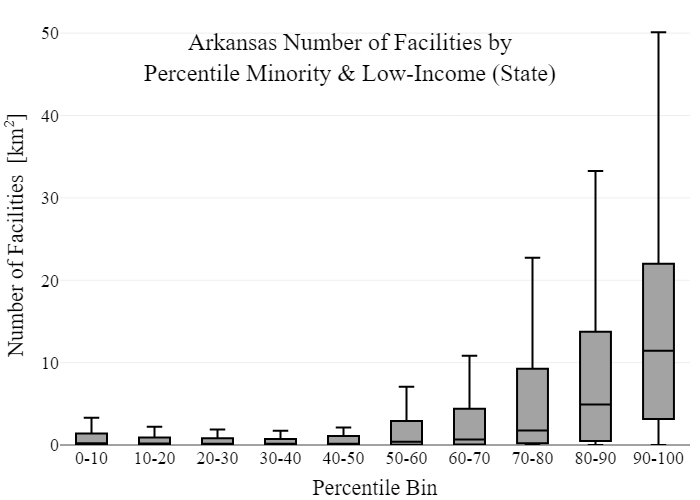 Arkansas Number of Facilities by
Percentile Minority & Low-Income (State)
Number of Facilities [km²]
50
40
30
20
10
0
0-10 10-20 20-30 30-40 40-50 50-60 60-70 70-80 80-90 90-100
Percentile Bin